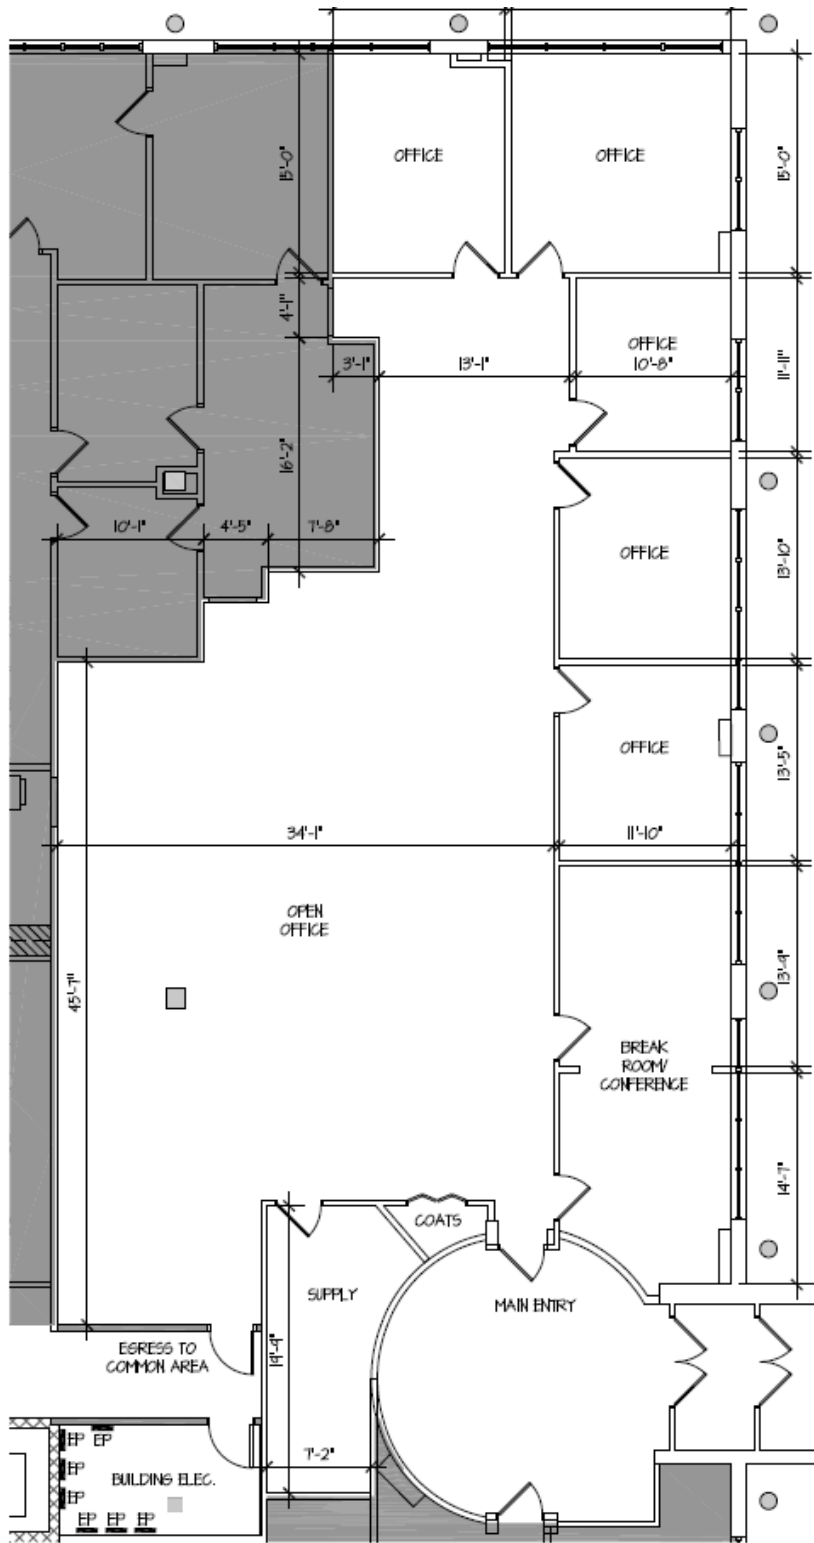 OFFICE
OFFICE
15'-0"
15'-0"
4'-1"
OFFICE
3'-1"
13'-1"
10'-8"
11'-11"
16'-2"
10'-1"
4'-5"
7'-8"
OFFICE
13'-10"
OFFICE
13'-5"
34'-1"
11'-10"
OPEN
OFFICE
45'-7"
13'-9"
BREAK
ROOM/
CONFERENCE
14'-7"
COATS
SUPPLY
MAIN ENTRY
EGRESS TO
COMMON AREA
19'-9"
7'-2"
EP
EP
EP
EP
BUILDING ELEC.
EP
EP
EP